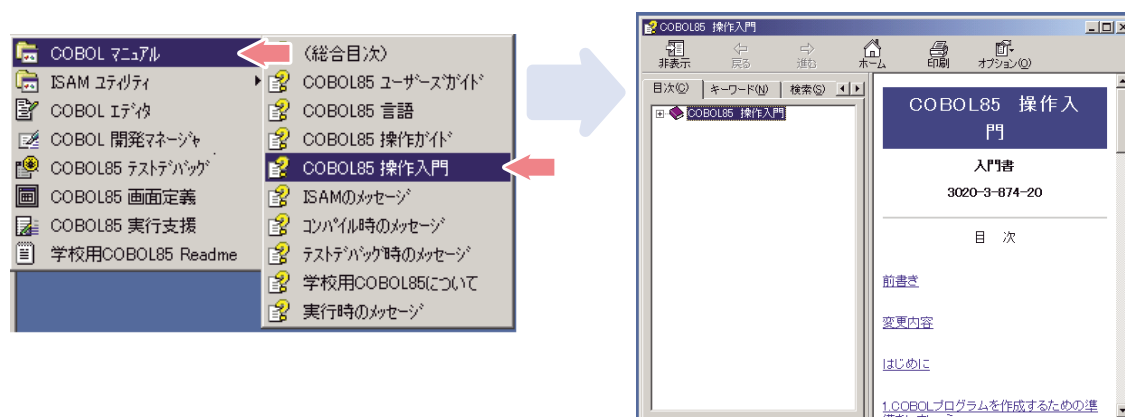 COBOL マニュアル
ISAM ユティリティ
COBOL エディタ
COBOL 開発マネージャ
COBOL85 テストデバッグ
COBOL85 画面定義
COBOL85 実行支援
学校用COBOL85 Readme
(総合目次)
COBOL85 ユーザーズガイド
COBOL85 言語
COBOL85 操作ガイド
COBOL85 操作入門
ISAMのメッセージ
コンパイル時のメッセージ
テストデバッグ時のメッセージ
学校用COBOL85について
実行時のメッセージ
COBOL85 操作入門
非表示 戻る 進む ホーム 印刷 オプション(O)
目次(C) キーワード(N) 検索(S)
COBOL85 操作入門
COBOL85 操作入
門
入門書
3020-3-874-20
目 次
前書き
変更内容
はじめに
1.COBOLプログラムを作成するための準